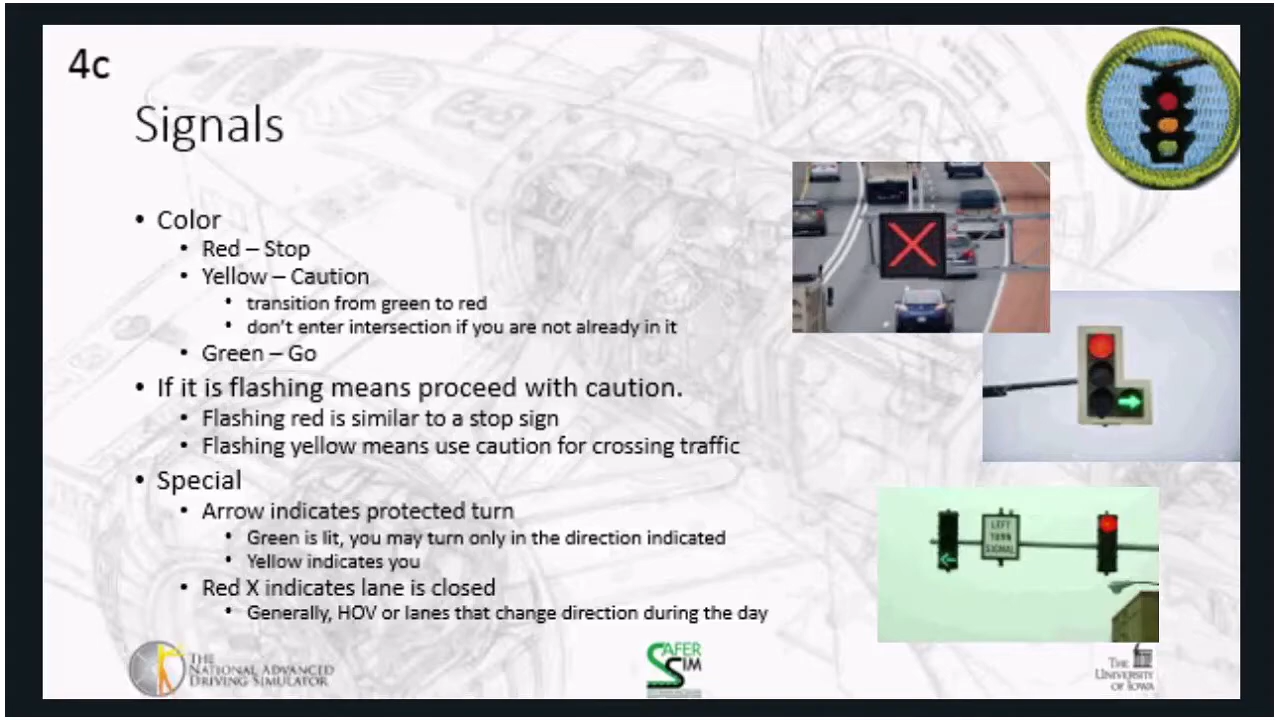 4c
Signals
• Color
• Red – Stop
• Yellow – Caution
• transition from green to red
• don't enter intersection if you are not already in it
• Green – Go
• If it is flashing means proceed with caution.
• Flashing red is similar to a stop sign
• Flashing yellow means use caution for crossing traffic
• Special
• Arrow indicates protected turn
• Green is lit, you may turn only in the direction indicated
• Yellow indicates you
• Red X indicates lane is closed
• Generally, HOV or lanes that change direction during the day
LEFT
TURN
SIGNAL
THE
NATIONAL ADVANCED
DRIVING SIMULATOR
SAFER
SIM
THE
UNIVERSITY
OF IOWA